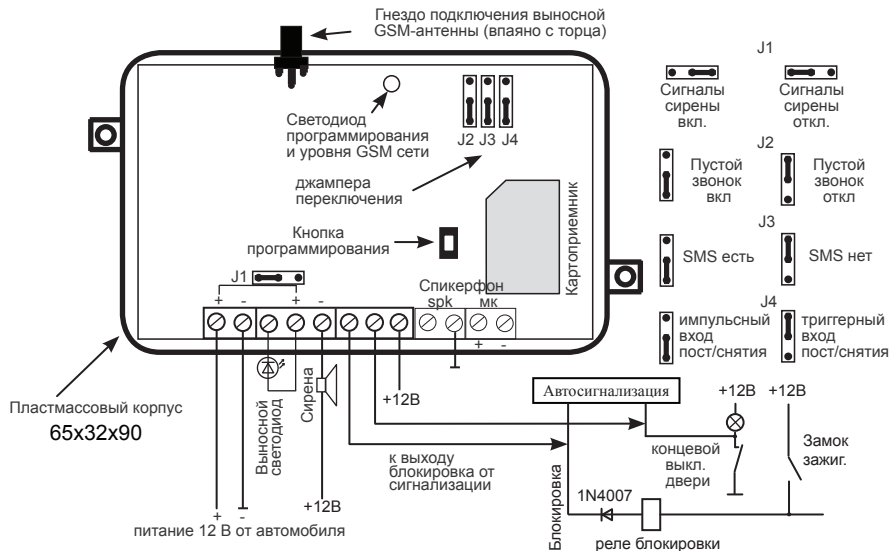 Гнездо подключения выносной
GSM-антенны (впаяно с торца)
Светодиод
программирования
и уровня GSM сети
J2 J3 J4
джампера
переключения
Кнопка
программирования
Картоприемник
J1
Спикерфон
spk мк
+ - + -
+ -
Пластмассовый корпус
65х32х90
Выносной
светодиод
Сирена
+12В
+12В
+ -
питание 12 В от автомобиля
к выходу
блокировка от
сигнализации
Автосигнализация
+12В
+12В
концевой
выкл.
двери
Замок
зажиг.
Блокировка
1N4007
реле блокировки
J1
Сигналы
сирены
вкл.
Сигналы
сирены
откл.
J2
Пустой
звонок
вкл
Пустой
звонок
откл
J3
SMS есть
SMS нет
J4
импульсный
вход
пост/снятия
триггерный
вход
пост/снятия